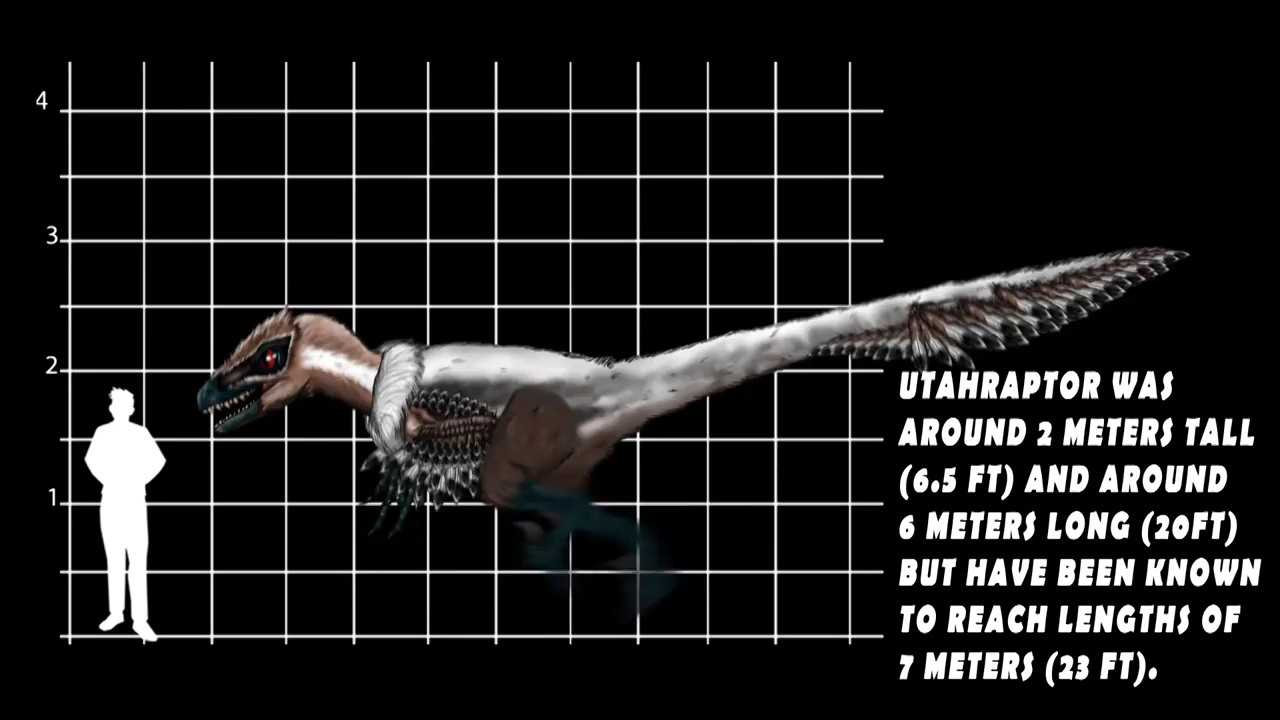 4
3
2
1
UTAHRAPTOR WAS
AROUND 2 METERS TALL
(6.5 FT) AND AROUND
6 METERS LONG (20FT)
BUT HAVE BEEN KNOWN
TO REACH LENGTHS OF
7 METERS (23 FT).